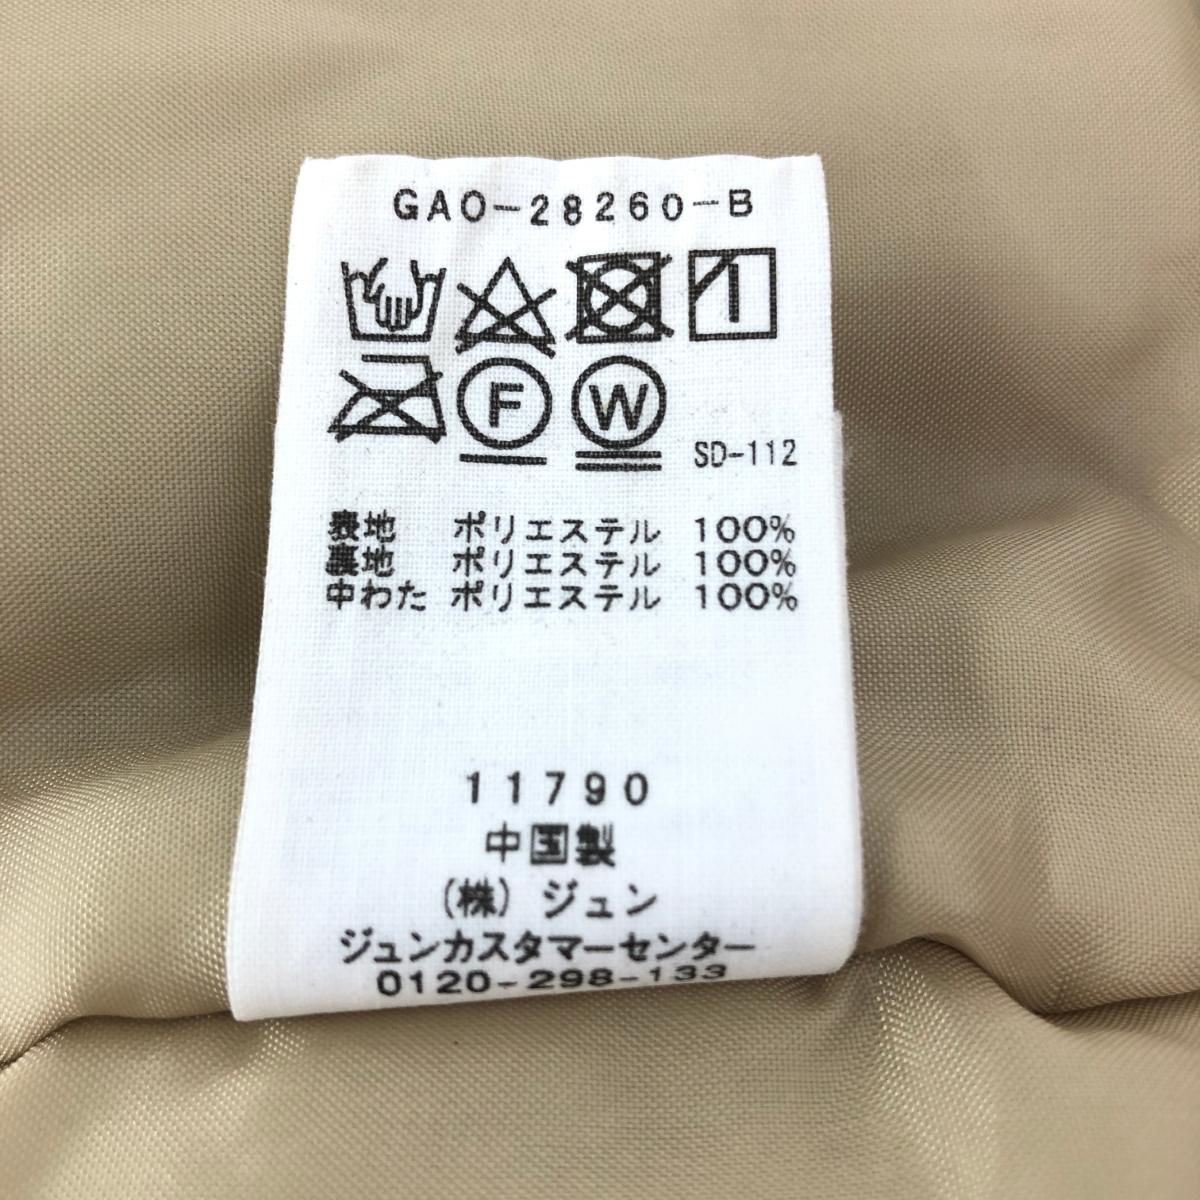 GAO-28260-B
F W SD-112
表地 ポリエステル 100%
裏地 ポリエステル 100%
中わた ポリエステル 100%
11790
中国製
(株) ジュン
ジュンカスタマーセンター
0120-298-133